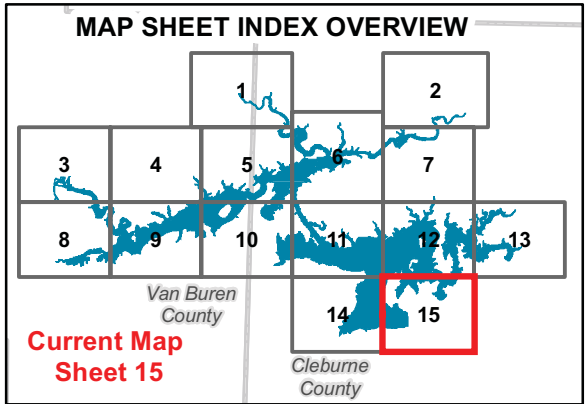 MAP SHEET INDEX OVERVIEW
1
2
3
4
5
6
7
8
9
10
11
12
13
Van Buren
County
14
15
Current Map
Sheet 15
Cleburne
County